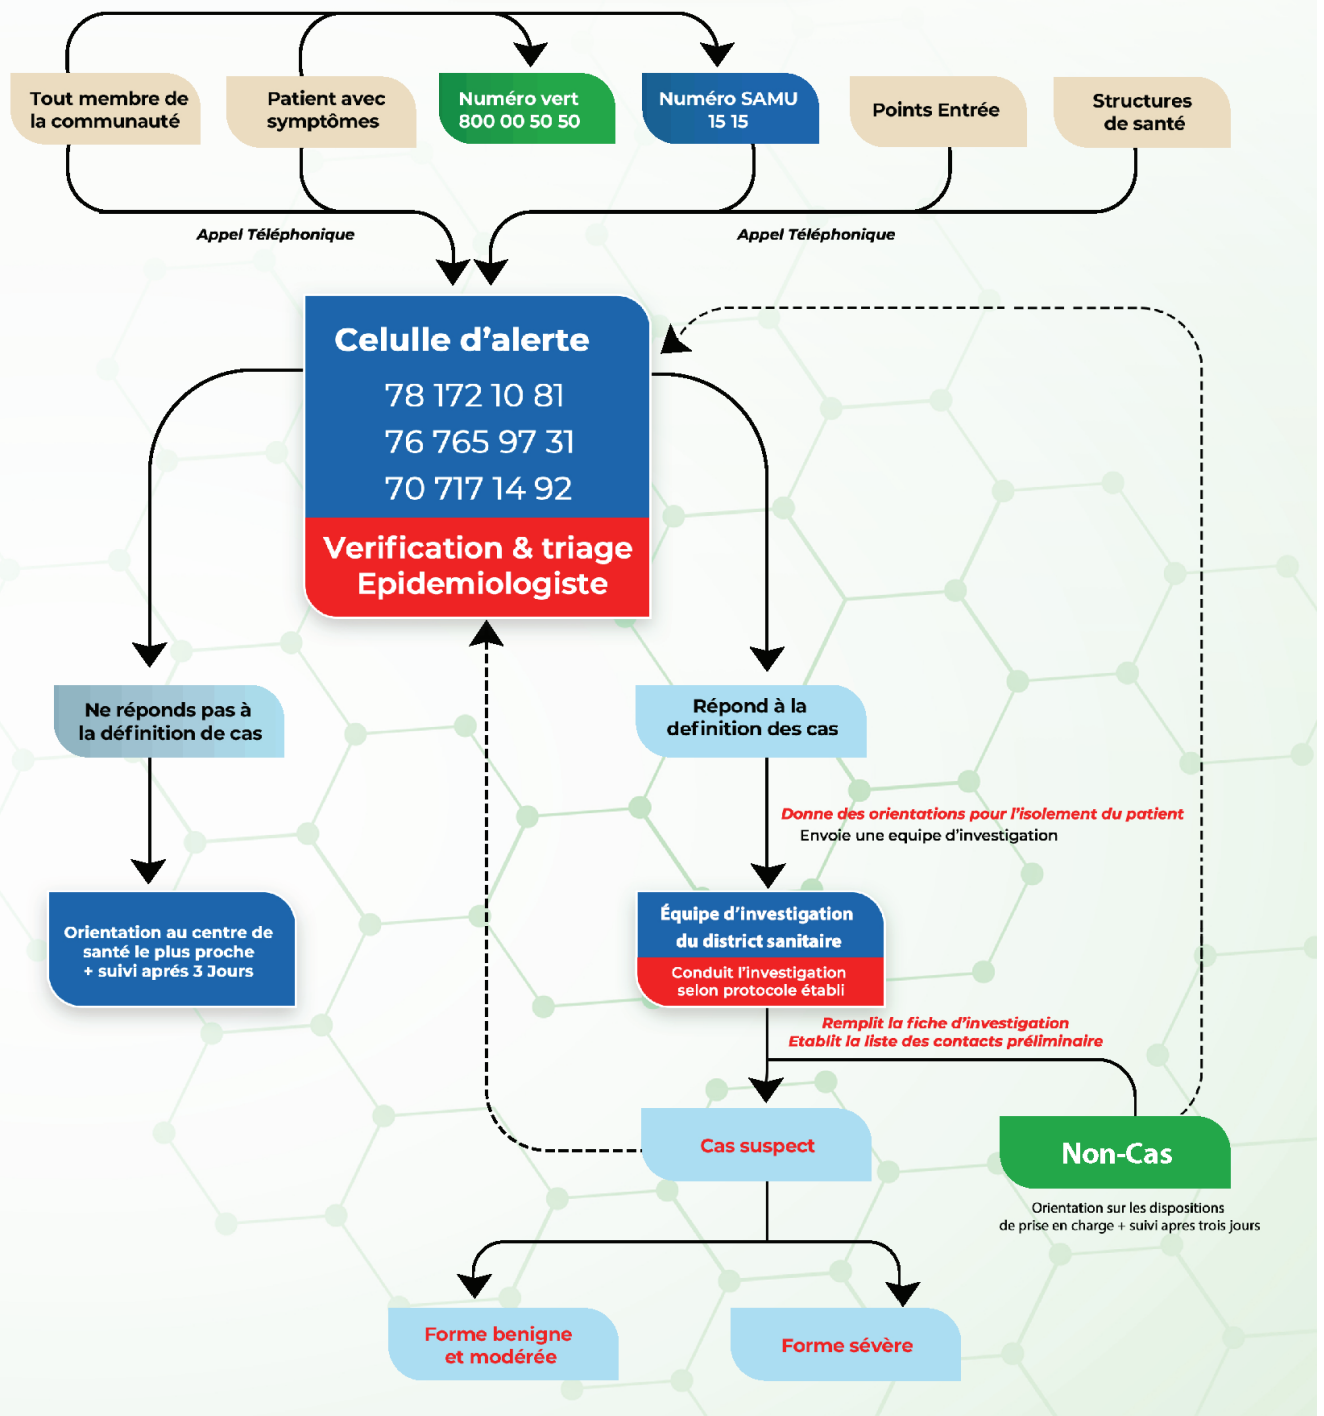 Tout membre de
la communauté
Patient avec
symptômes
Numéro vert
800 00 50 50
Numéro SAMU
15 15
Points Entrée
Structures
de santé
Appel Téléphonique
Appel Téléphonique
Celulle d'alerte
78 172 10 81
76 765 97 31
70 717 14 92
Verification & triage
Epidemiologiste
Ne réponds pas à
la définition de cas
Répond à la
definition des cas
Donne des orientations pour l'isolement du patient
Envoie une equipe d'investigation
Orientation au centre de
santé le plus proche
+ suivi aprés 3 Jours
Équipe d'investigation
du district sanitaire
Conduit l'investigation
selon protocole établi
Remplit la fiche d'investigation
Etablit la liste des contacts préliminaire
Cas suspect
Non-Cas
Orientation sur les dispositions
de prise en charge + suivi apres trois jours
Forme benigne
et modérée
Forme sévère